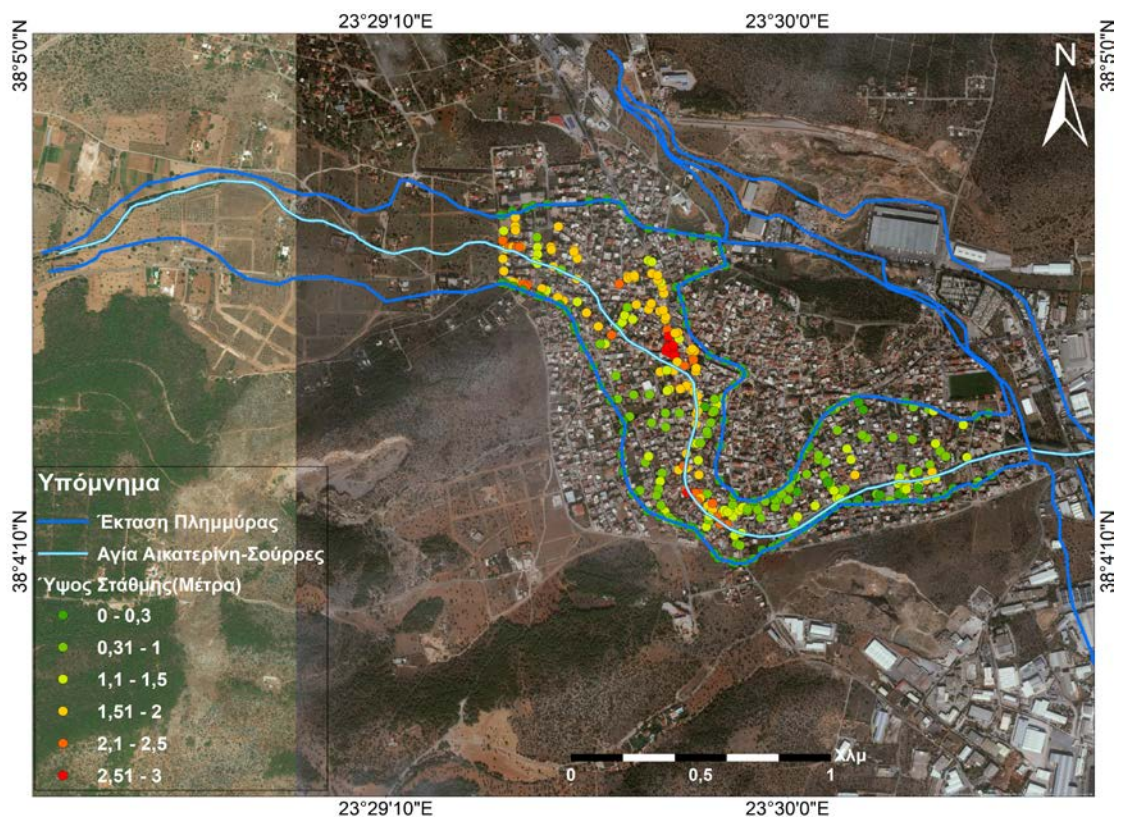 23°29'10"E 23°30'0"E
38°5'0"N 38°5'0"N
N
Υπόμνημα
Έκταση Πλημμύρας
Αγία Αικατερίνη-Σούρρες
Ύψος Στάθμης(Μέτρα)
0 - 0,3
0,31 - 1
1,1 - 1,5
1,51 - 2
2,1 - 2,5
2,51 - 3
38°4'10"N 38°4'10"N
Χλμ
0 0,5 1
23°29'10"E 23°30'0"E